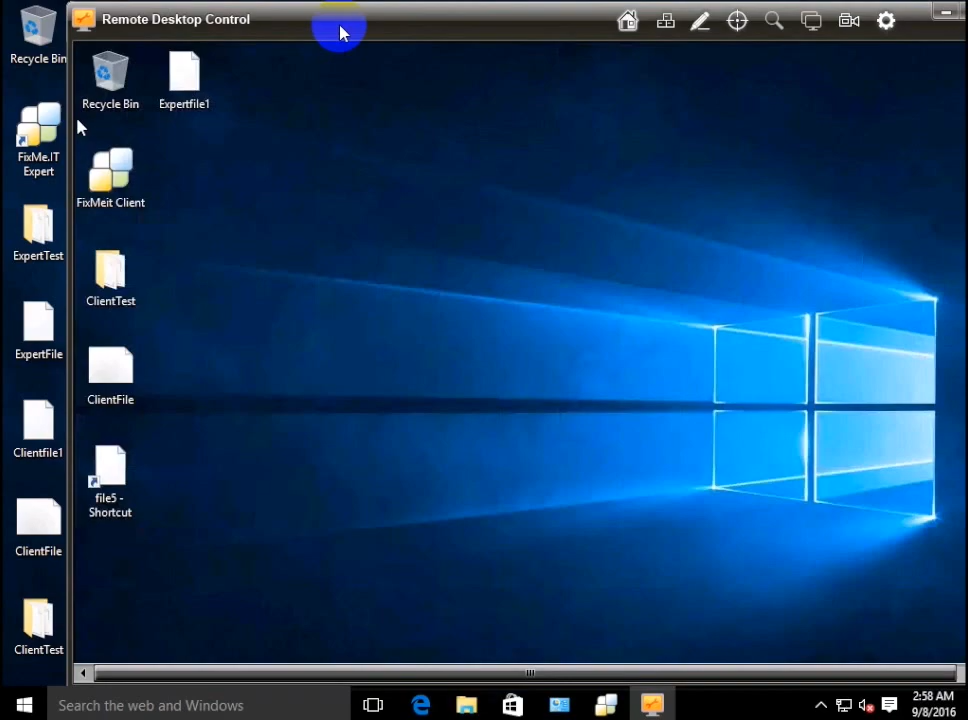 Remote Desktop Control
Recycle Bin
FixMe.IT
Expert
ExpertTest
ExpertFile
Clientfile1
ClientFile
ClientTest
Recycle Bin
Expertfile1
FixMeit Client
ClientTest
ClientFile
file5 -
Shortcut
Search the web and Windows
2:58 AM
9/8/2016